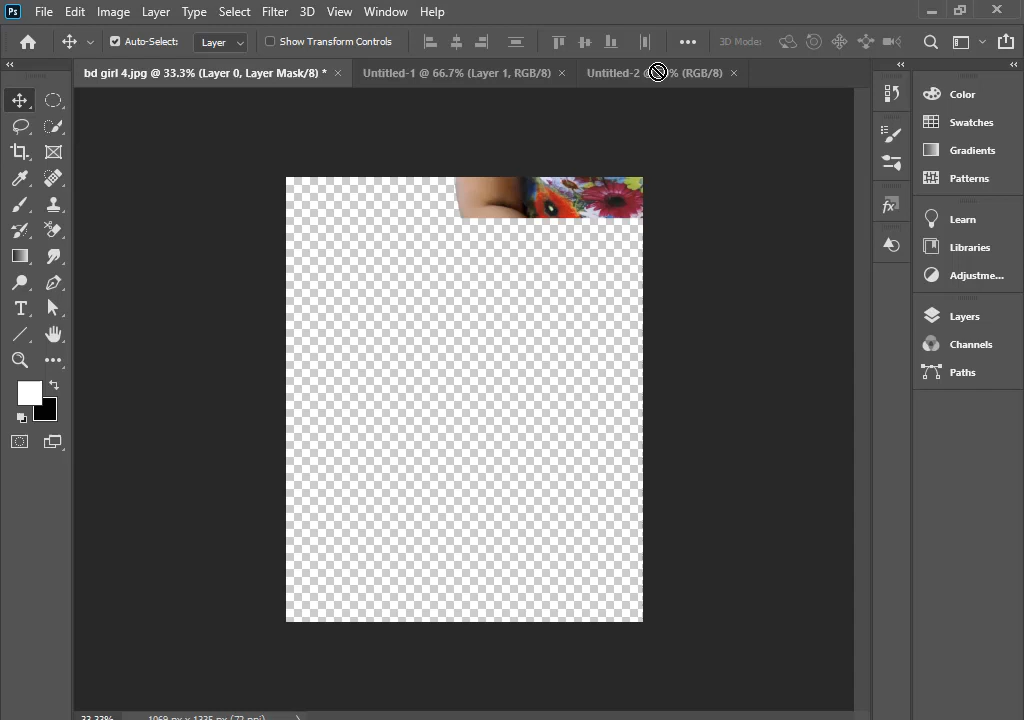 Ps File Edit Image Layer Type Select Filter 3D View Window Help
Auto-Select: Layer Show Transform Controls 3D Mode:
bd girl 4.jpg @ 33.3% (Layer 0, Layer Mask/8) * Untitled-1 @ 66.7% (Layer 1, RGB/8) Untitled-2 (RGB/8)
Color
Swatches
Gradients
Patterns
Learn
fx
Libraries
Adjustme...
Layers
Channels
Paths
T
33.33% 1069 px x 1335 px (72 ppi)